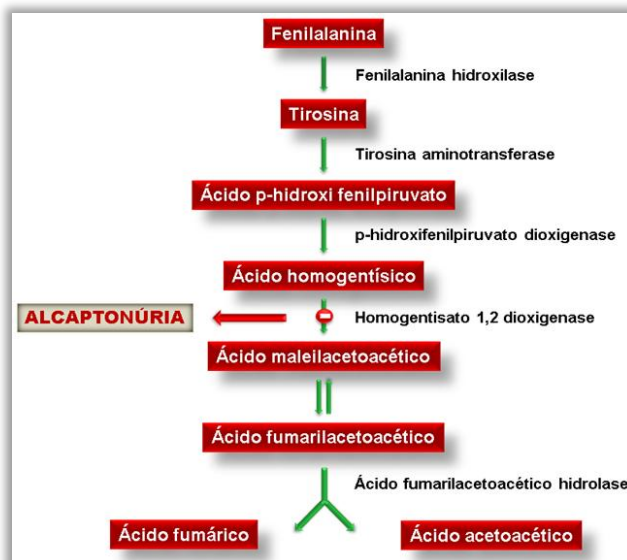 Fenilalanina
Fenilalanina hidroxilase
Tirosina
Tirosina aminotransferase
Ácido p-hidroxi fenilpiruvato
p-hidroxifenilpiruvato dioxigenase
Ácido homogentísico
ALCAPTONÚRIA
Homogentisato 1,2 dioxigenase
Ácido maleilacetoacético
Ácido fumarilacetoacético
Ácido fumarilacetoacético hidrolase
Ácido fumárico
Ácido acetoacético